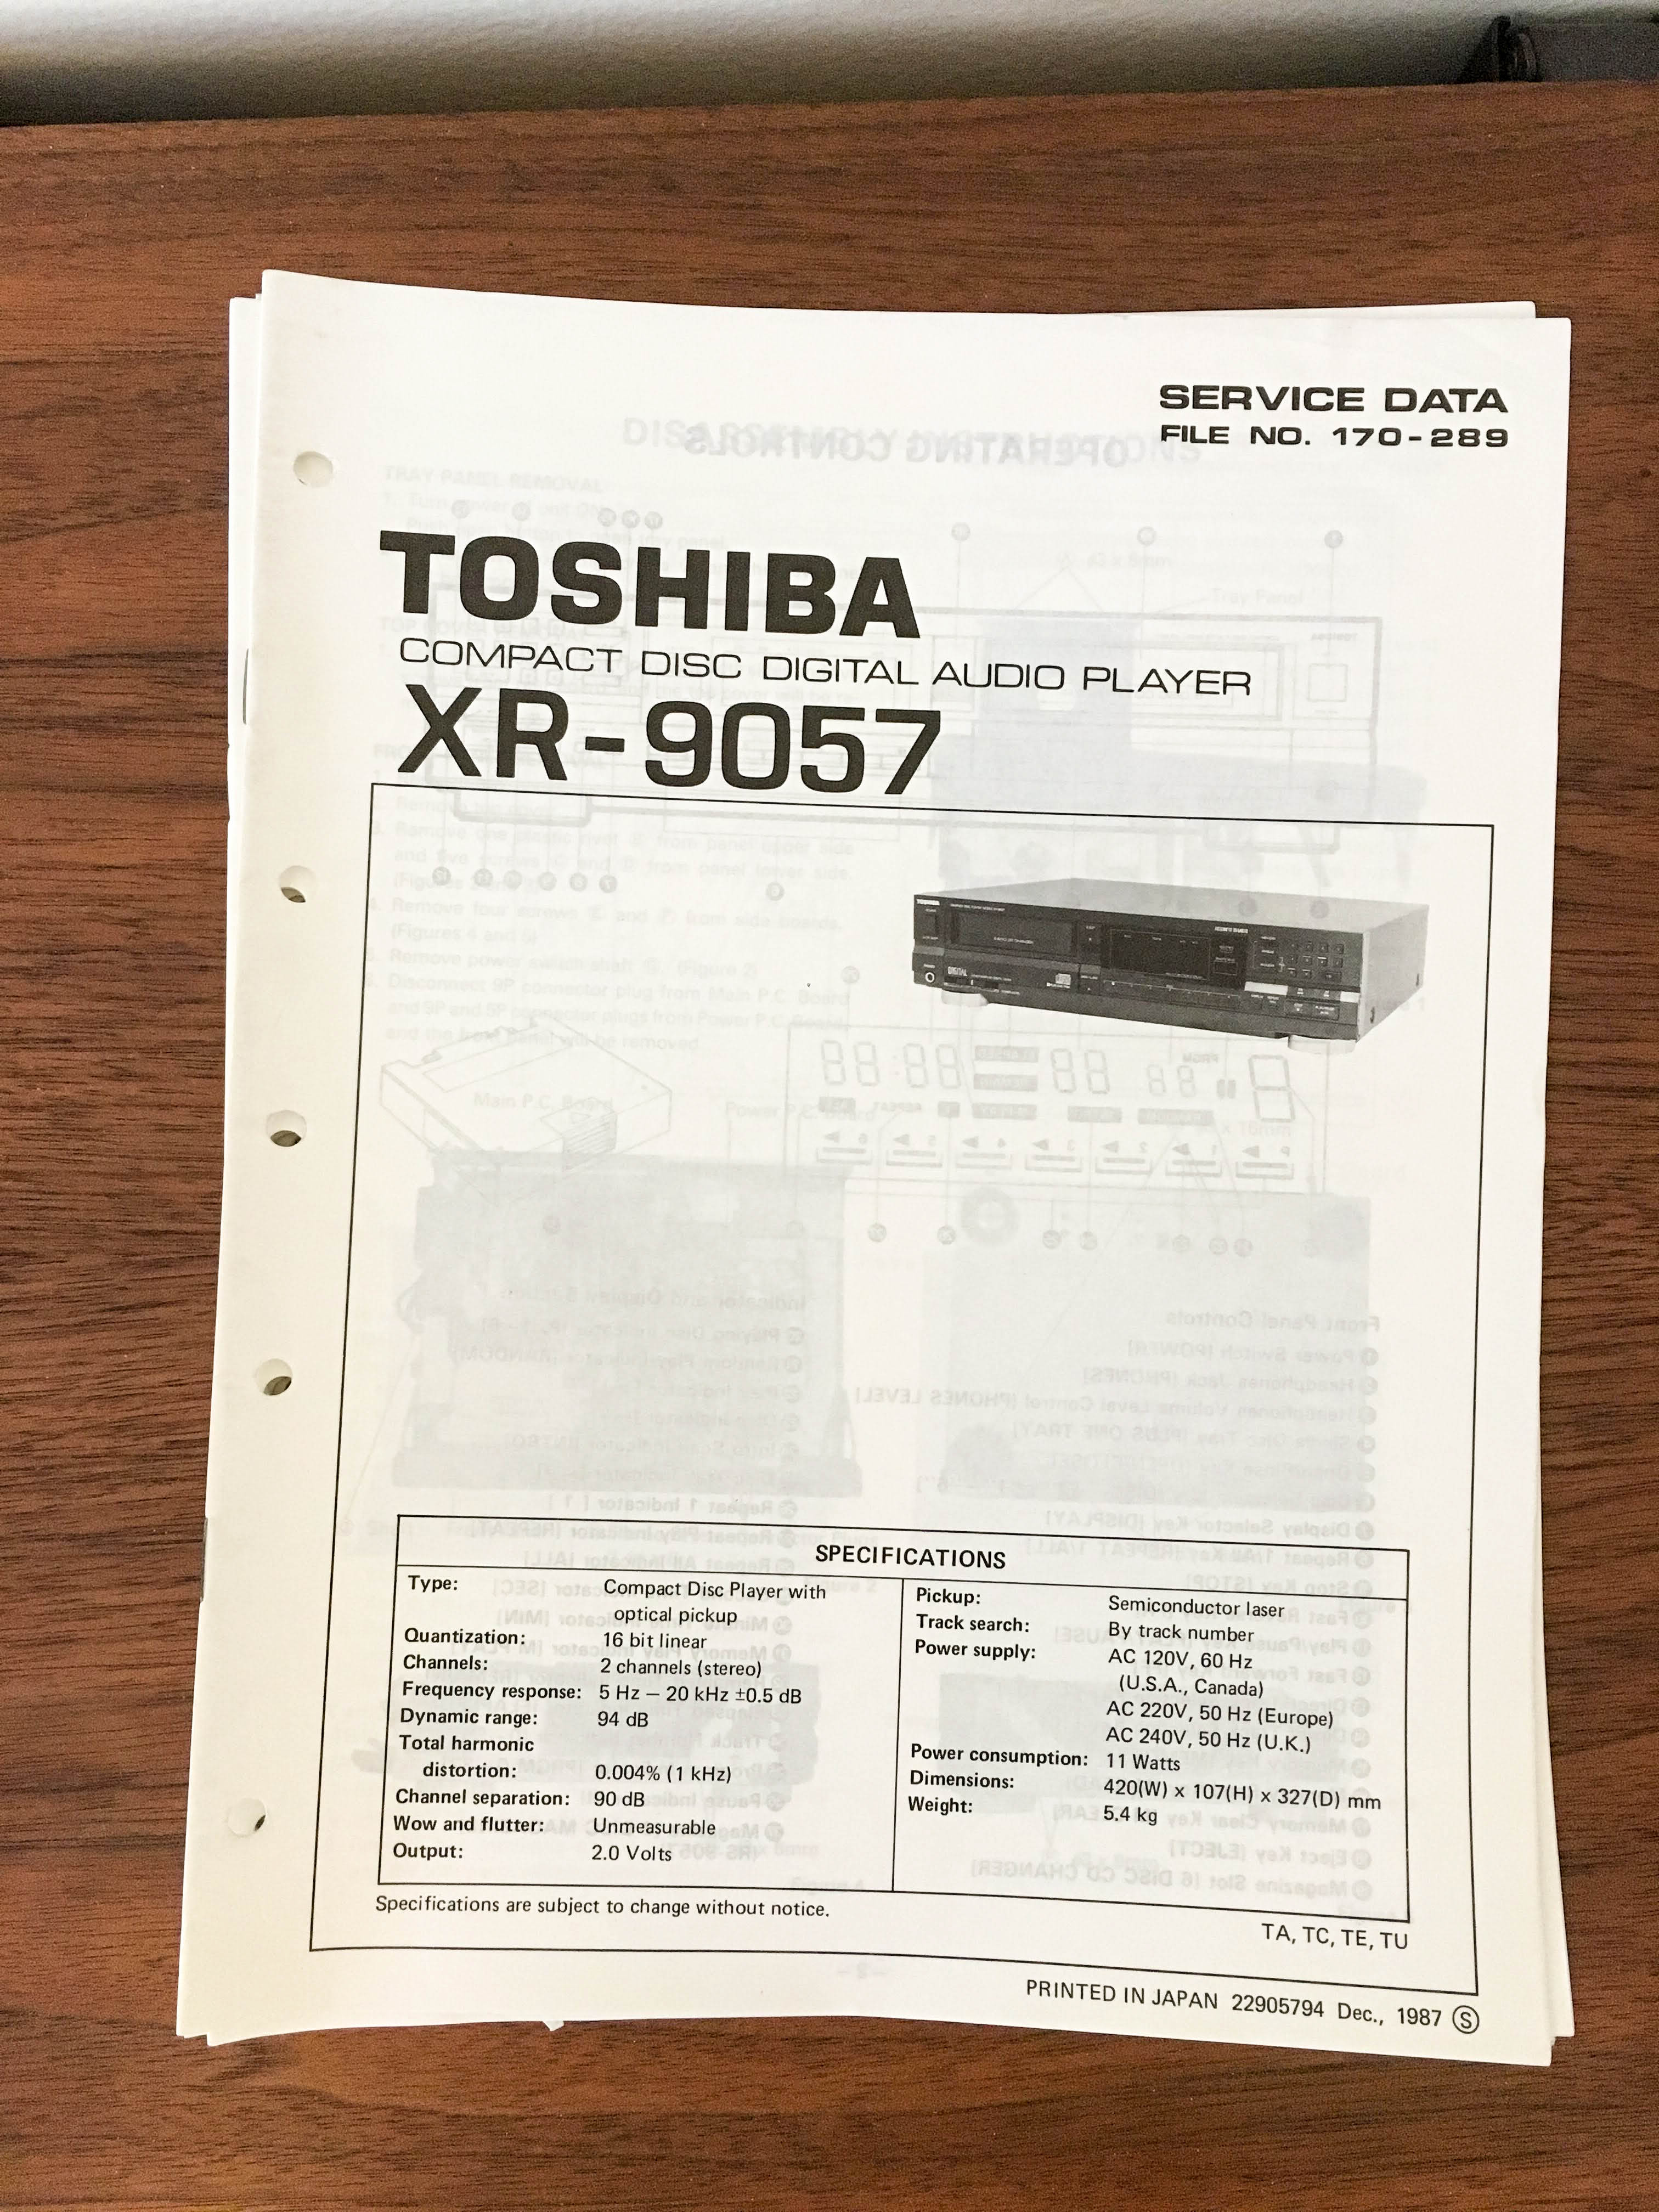 SERVICE DATA
FILE NO. 170-289
TOSHIBA
COMPACT DISC DIGITAL AUDIO PLAYER
XR-9057
TOSHIBA
DIGITAL
SPECIFICATIONS
Type: Compact Disc Player with
optical pickup
Quantization: 16 bit linear
Channels: 2 channels (stereo)
Frequency response: 5 Hz – 20 kHz ±0.5 dB
Dynamic range: 94 dB
Total harmonic
distortion: 0.004% (1 kHz)
Channel separation: 90 dB
Wow and flutter: Unmeasurable
Output: 2.0 Volts
Pickup: Semiconductor laser
Track search: By track number
Power supply: AC 120V, 60 Hz
(U.S.A., Canada)
AC 220V, 50 Hz (Europe)
AC 240V, 50 Hz (U.K.)
Power consumption: 11 Watts
Dimensions: 420(W) x 107(H) x 327(D) mm
Weight: 5.4 kg
Specifications are subject to change without notice.
TA, TC, TE, TU
PRINTED IN JAPAN 22905794 Dec., 1987 Ⓢ